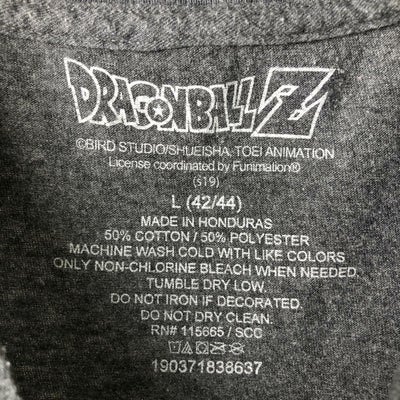 DRAGONBALL Z
©BIRD STUDIO/SHUEISHA, TOEI ANIMATION
License coordinated by Funimation®
(s19)
L (42/44)
MADE IN HONDURAS
50% COTTON / 50% POLYESTER
MACHINE WASH COLD WITH LIKE COLORS
ONLY NON-CHLORINE BLEACH WHEN NEEDED.
TUMBLE DRY LOW.
DO NOT IRON IF DECORATED.
DO NOT DRY CLEAN.
RN# 115665 / SCC
190371838637